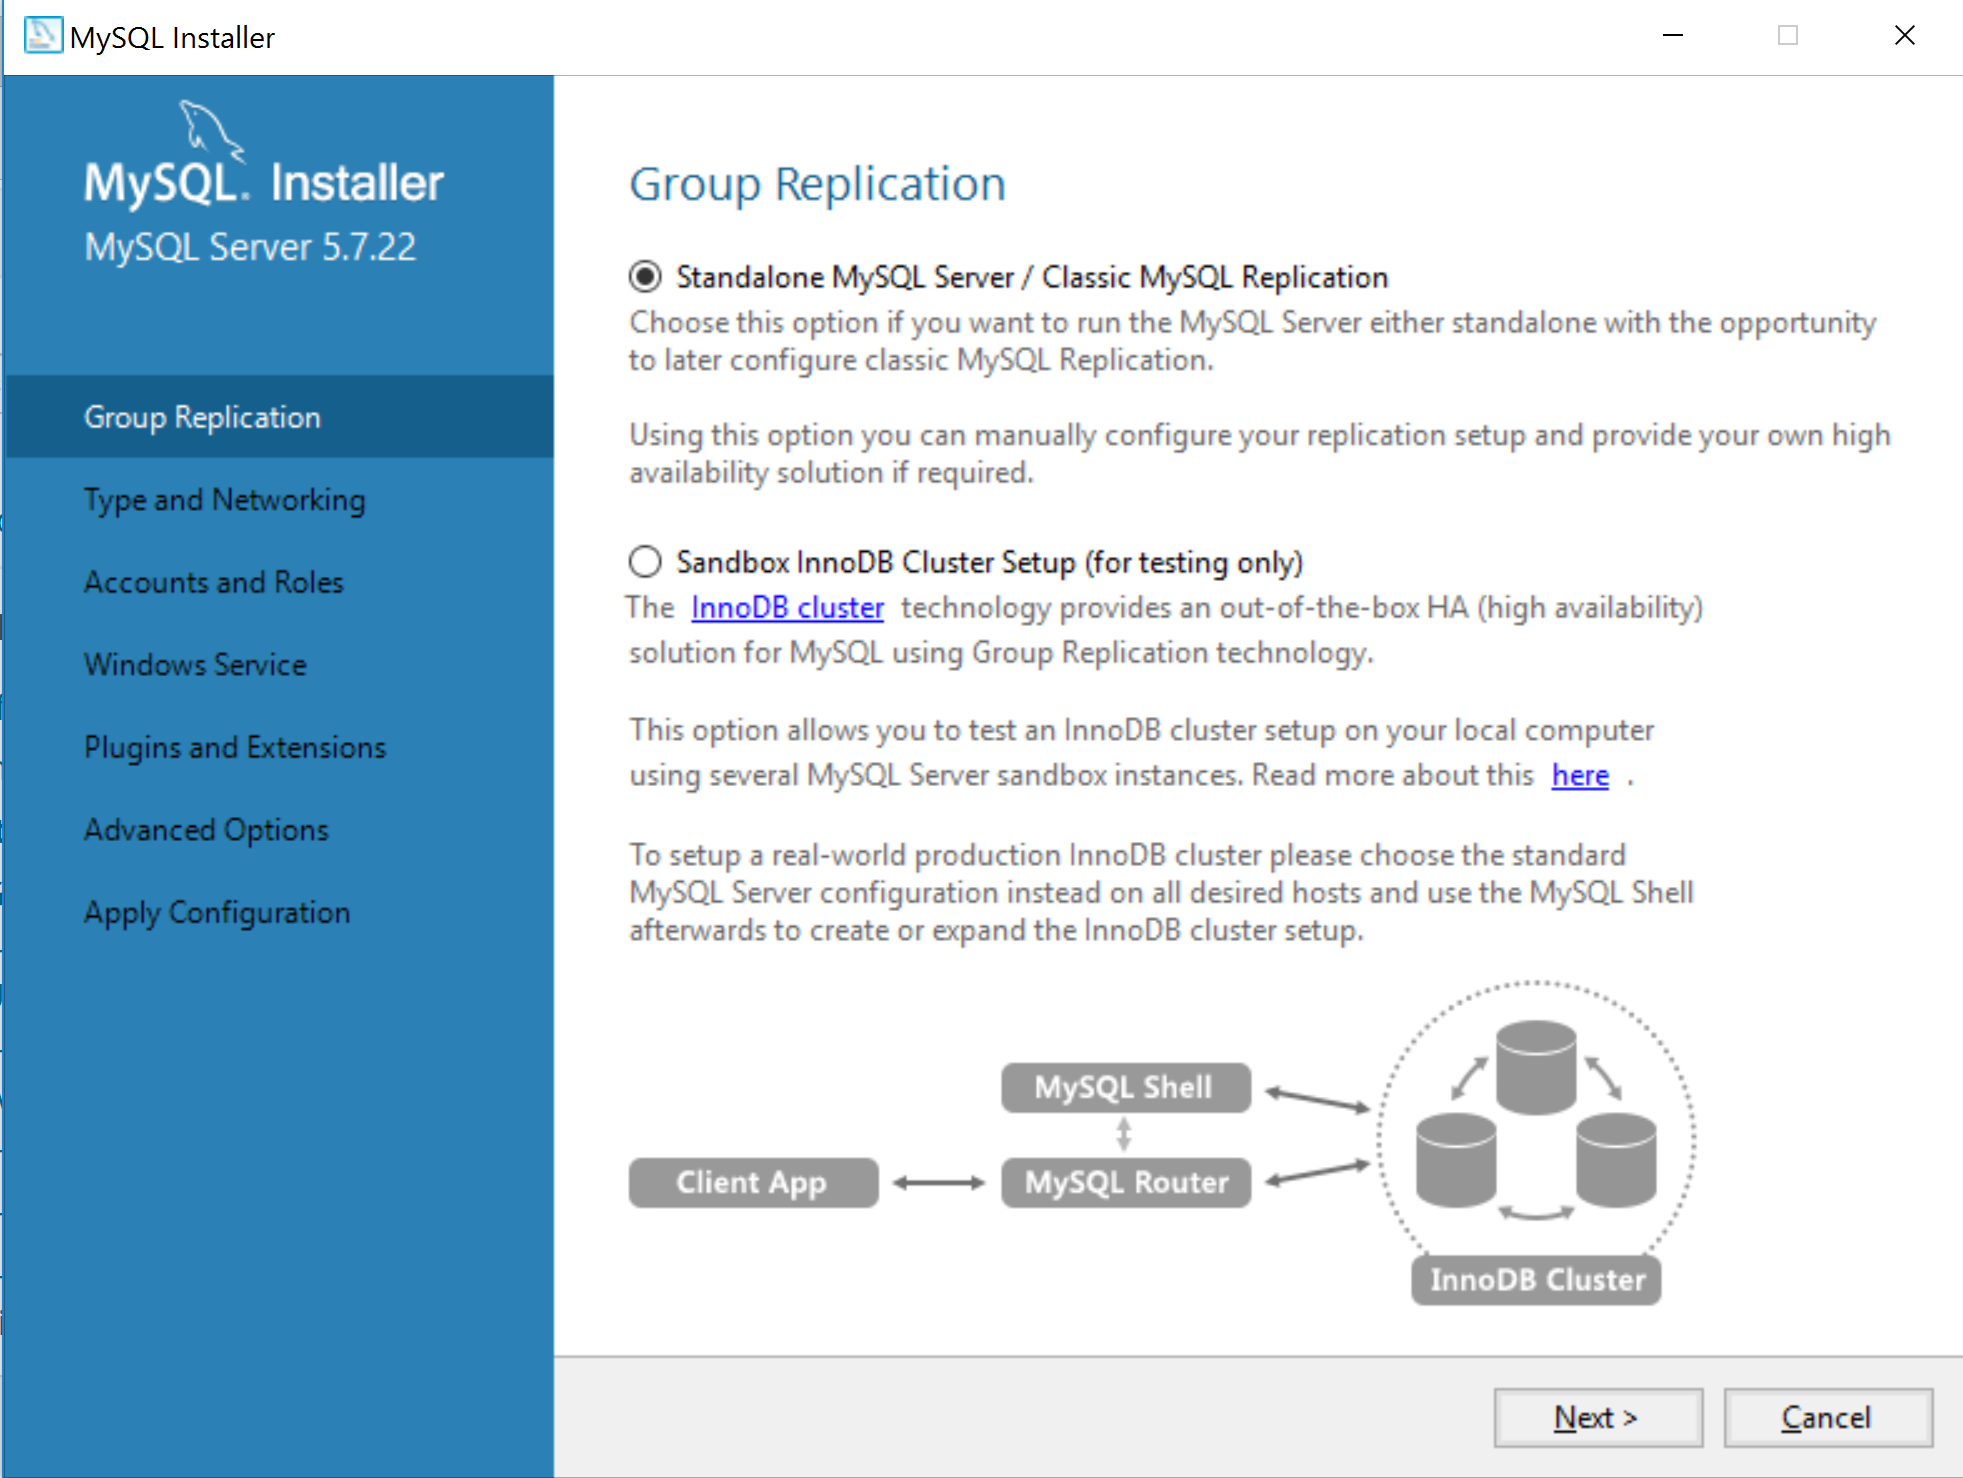 MySQL Installer
MySQL. Installer
MySQL Server 5.7.22
Group Replication
Type and Networking
Accounts and Roles
Windows Service
Plugins and Extensions
Advanced Options
Apply Configuration
Group Replication
Standalone MySQL Server / Classic MySQL Replication
Choose this option if you want to run the MySQL Server either standalone with the opportunity
to later configure classic MySQL Replication.
Using this option you can manually configure your replication setup and provide your own high
availability solution if required.
Sandbox InnoDB Cluster Setup (for testing only)
The InnoDB cluster technology provides an out-of-the-box HA (high availability)
solution for MySQL using Group Replication technology.
This option allows you to test an InnoDB cluster setup on your local computer
using several MySQL Server sandbox instances. Read more about this here .
To setup a real-world production InnoDB cluster please choose the standard
MySQL Server configuration instead on all desired hosts and use the MySQL Shell
afterwards to create or expand the InnoDB cluster setup.
MySQL Shell
Client App
MySQL Router
InnoDB Cluster
Next >
Cancel